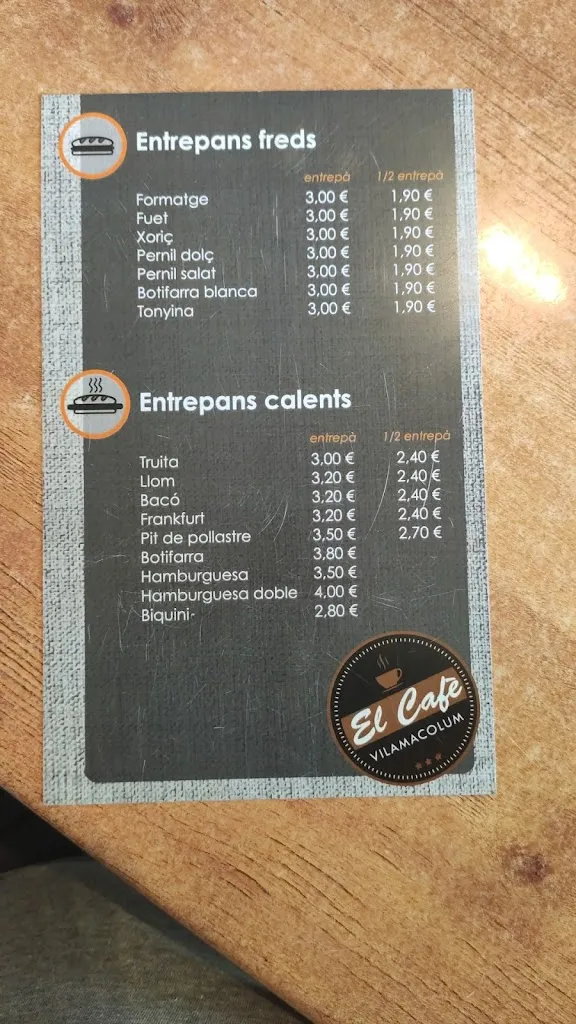 Entrepans freds
entrepà 1/2 entrepà
Formatge 3,00 € 1,90 €
Fuet 3,00 € 1,90 €
Xoriç 3,00 € 1,90 €
Pernil dolç 3,00 € 1,90 €
Pernil salat 3,00 € 1,90 €
Botifarra blanca 3,00 € 1,90 €
Tonyina 3,00 € 1,90 €
Entrepans calents
entrepà 1/2 entrepà
Truita 3,00 € 2,40 €
Llom 3,20 € 2,40 €
Bacó 3,20 € 2,40 €
Frankfurt 3,20 € 2,40 €
Pit de pollastre 3,50 € 2,70 €
Botifarra 3,80 €
Hamburguesa 3,50 €
Hamburguesa doble 4,00 €
Biquini 2,80 €
El Cafè
VILAMACOLUM